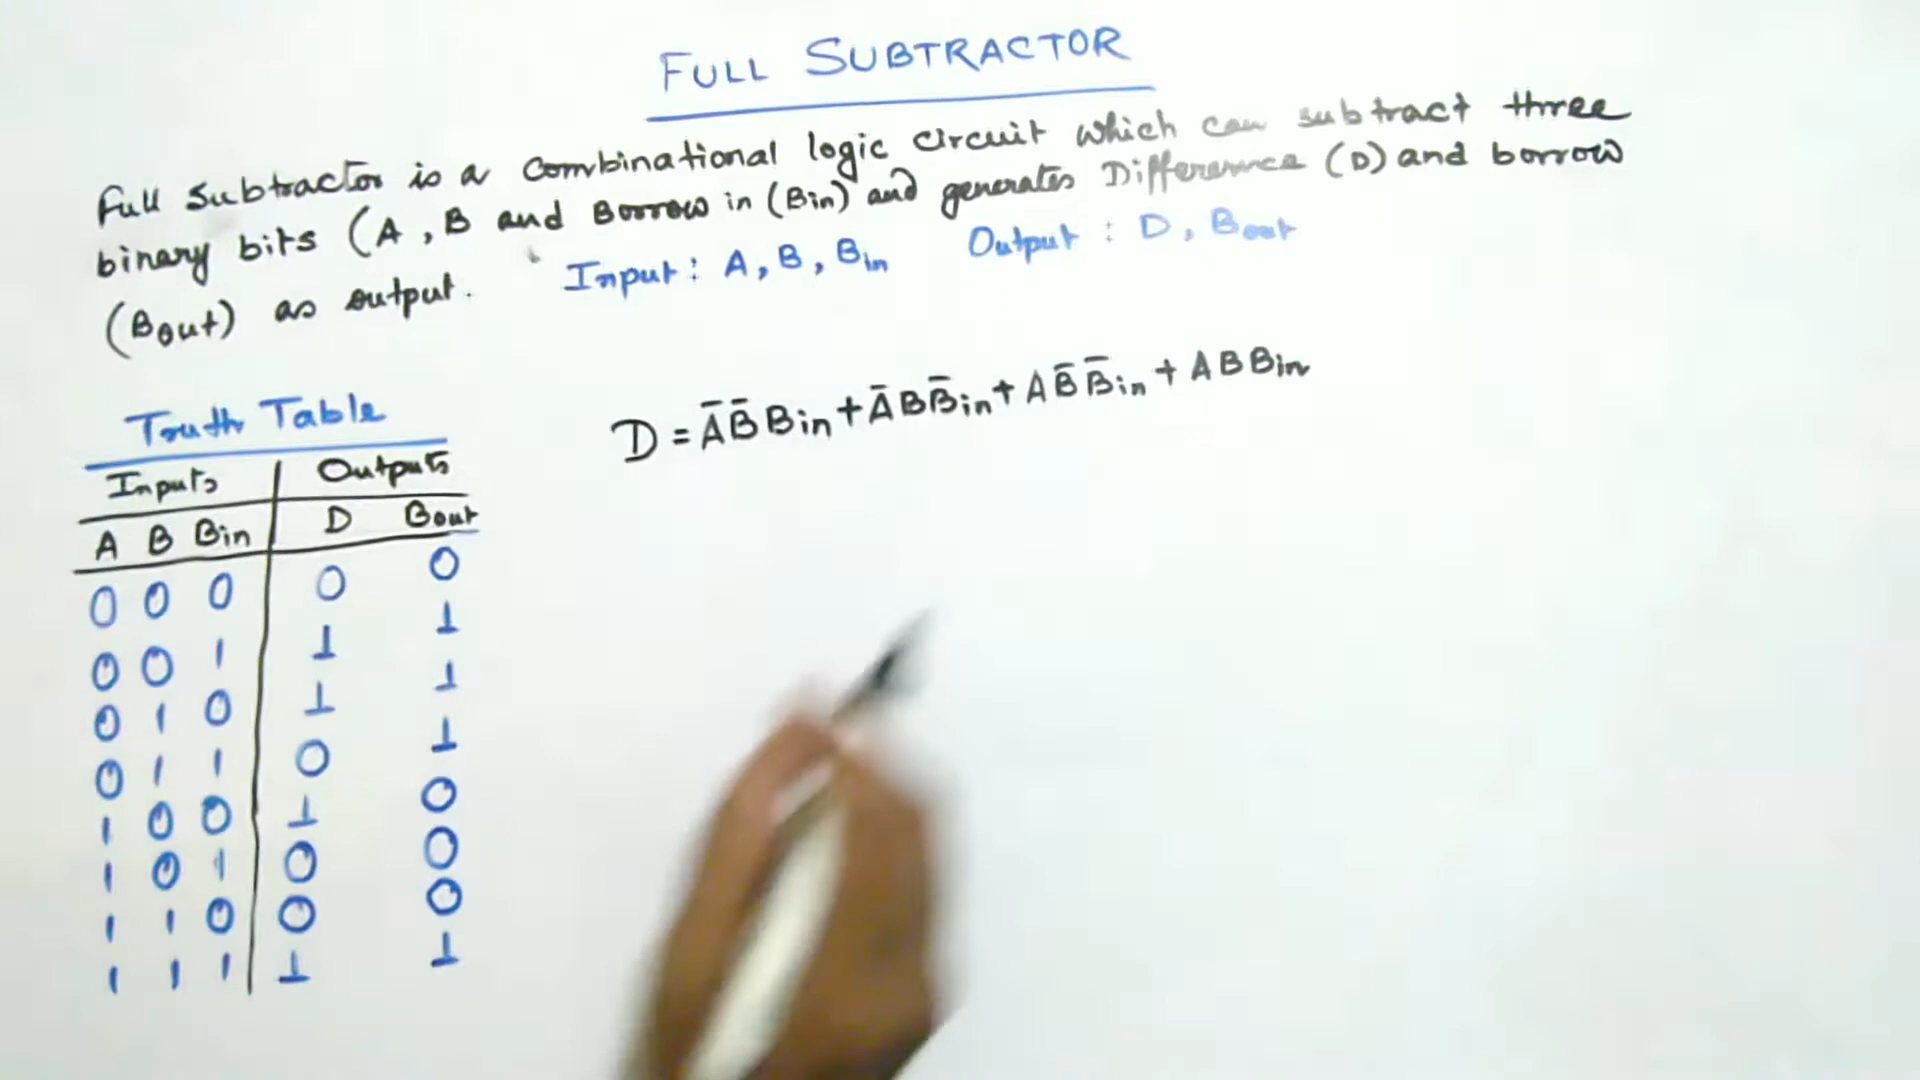 FULL SUBTRACTOR
Full Subtractor is a Combinational logic circuit which can subtract three
binary bits (A, B and Borrow in (Bin) and generates Difference (D) and borrow
(Bout) as output. Input: A, B, Bin Output: D, Bout
D = A̅ B̅ Bin + A̅ B B̅in + A B̅ B̅in + A B Bin
Truth Table
Inputs Outputs
A B Bin D Bout
0 0 0 0 0
0 0 1 1 1
0 1 0 1 1
0 1 1 0 1
1 0 0 1 0
1 0 1 0 0
1 1 0 0 0
1 1 1 1 1